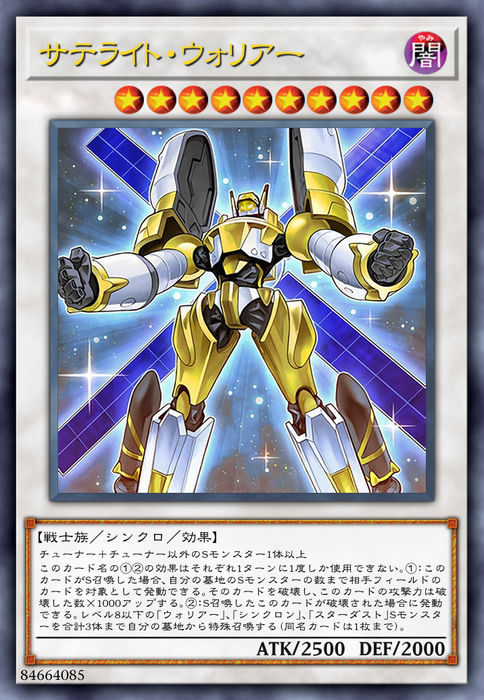 サテライト・ウォリアー
やみ
闇
【戦士族／シンクロ／効果】
チューナー＋チューナー以外のSモンスター1体以上
このカード名の①②の効果はそれぞれ1ターンに1度しか使用できない。①：この
カードがS召喚した場合、自分の墓地のSモンスターの数まで相手フィールドの
カードを対象として発動できる。そのカードを破壊し、このカードの攻撃力は破
壊した数×1000アップする。②：S召喚したこのカードが破壊された場合に発動
できる。レベル8以下の「ウォリアー」、「シンクロン」、「スターダスト」Sモンスター
を合計3体まで自分の墓地から特殊召喚する（同名カードは1枚まで）。
ATK/2500 DEF/2000
84664085